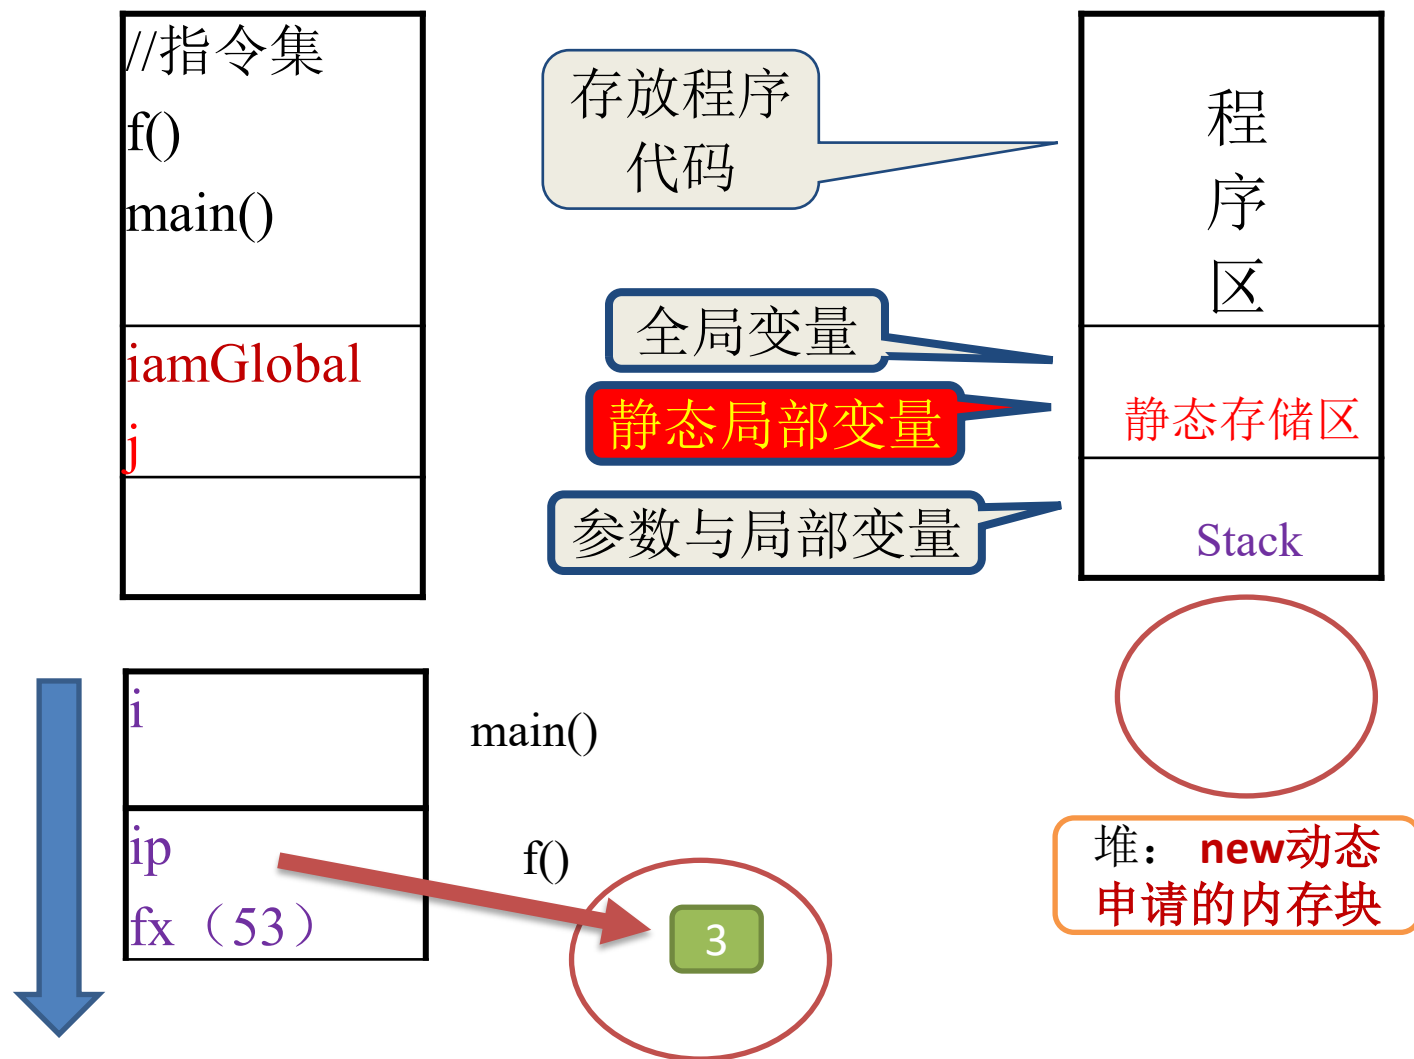 //指令集
f()
main()
iamGlobal
j
存放程序
代码
全局变量
静态局部变量
参数与局部变量
程
序
区
静态存储区
Stack
i
main()
ip
fx（53）
f()
3
堆： new动态
申请的内存块